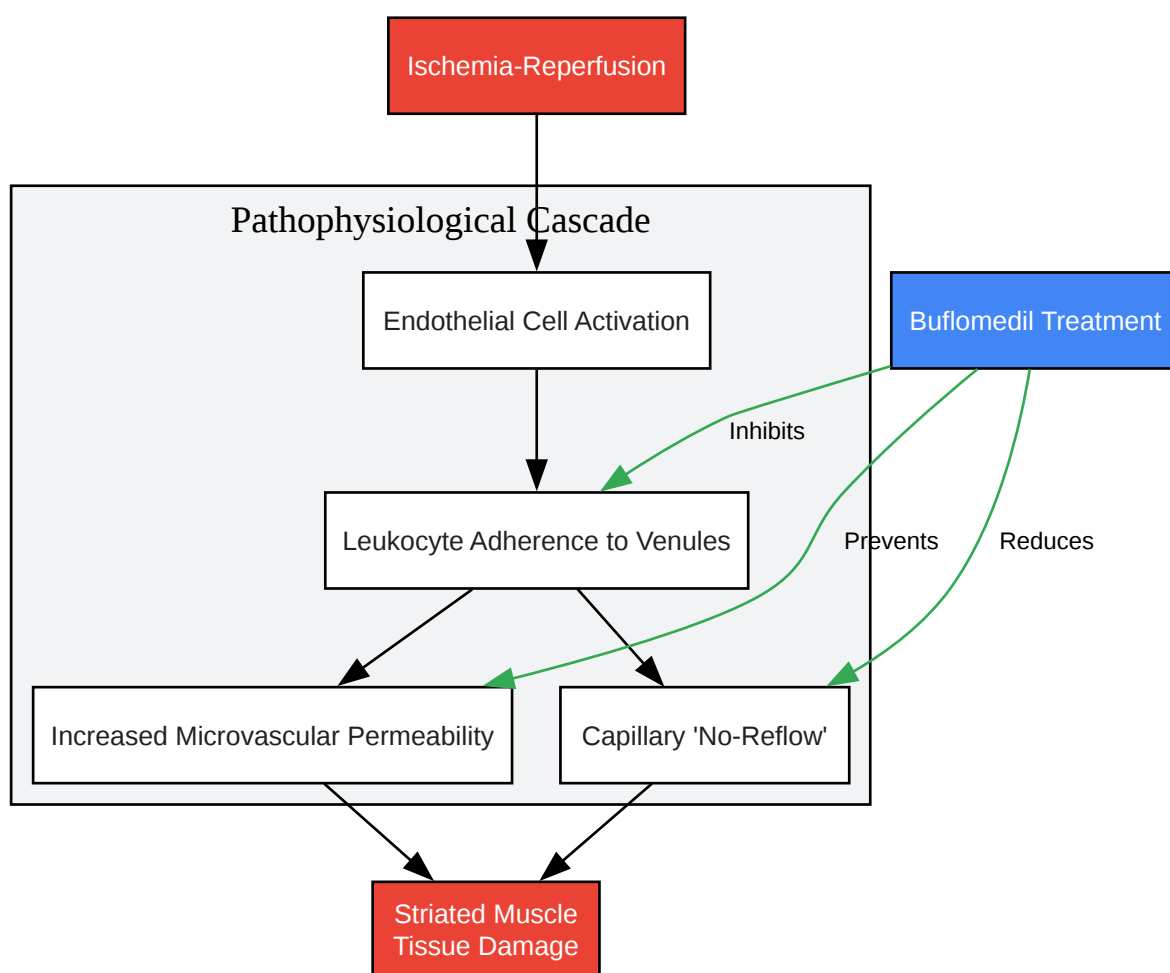 Ischemia-Reperfusion
Pathophysiological Cascade
Endothelial Cell Activation
Buflomedil Treatment
Inhibits
Leukocyte Adherence to Venules
Prevents
Reduces
Increased Microvascular Permeability
Capillary 'No-Reflow'
Striated Muscle
Tissue Damage